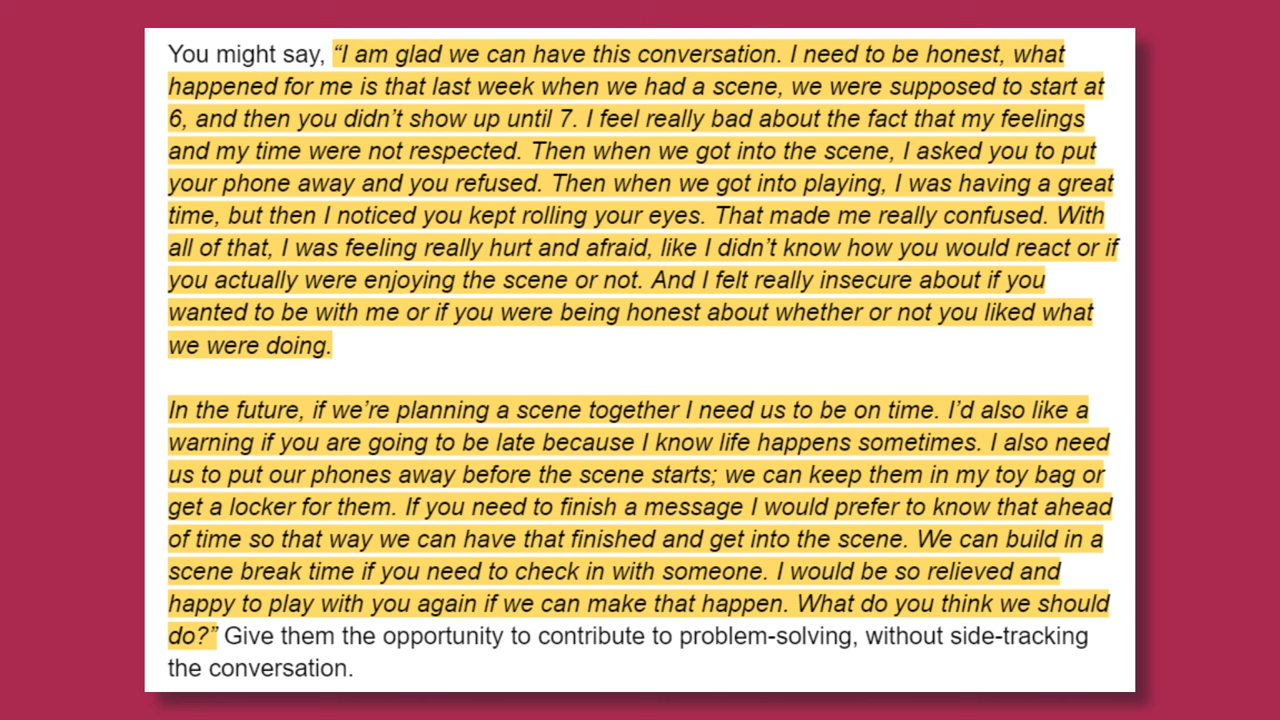 You might say, “I am glad we can have this conversation. I need to be honest, what
happened for me is that last week when we had a scene, we were supposed to start at
6, and then you didn’t show up until 7. I feel really bad about the fact that my feelings
and my time were not respected. Then when we got into the scene, I asked you to put
your phone away and you refused. Then when we got into playing, I was having a great
time, but then I noticed you kept rolling your eyes. That made me really confused. With
all of that, I was feeling really hurt and afraid, like I didn’t know how you would react or if
you actually were enjoying the scene or not. And I felt really insecure about if you
wanted to be with me or if you were being honest about whether or not you liked what
we were doing.
In the future, if we’re planning a scene together I need us to be on time. I’d also like a
warning if you are going to be late because I know life happens sometimes. I also need
us to put our phones away before the scene starts; we can keep them in my toy bag or
get a locker for them. If you need to finish a message I would prefer to know that ahead
of time so that way we can have that finished and get into the scene. We can build in a
scene break time if you need to check in with someone. I would be so relieved and
happy to play with you again if we can make that happen. What do you think we should
do?” Give them the opportunity to contribute to problem-solving, without side-tracking
the conversation.